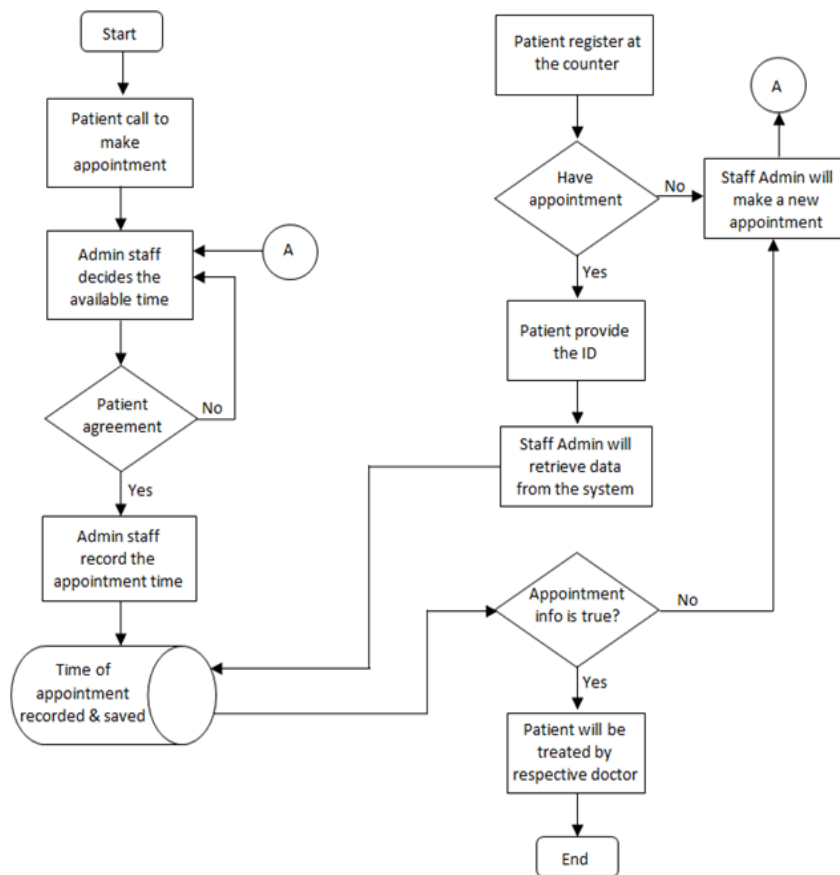 Start
Patient call to
make
appointment
Admin staff
decides the
available time
A
Patient
agreement
No
Yes
Admin staff
record the
appointment time
Time of
appointment
recorded & saved
Patient register at
the counter
A
Have
appointment
No
Staff Admin will
make a new
appointment
Yes
Patient provide
the ID
Staff Admin will
retrieve data
from the system
Appointment
info is true?
No
Yes
Patient will be
treated by
respective doctor
End